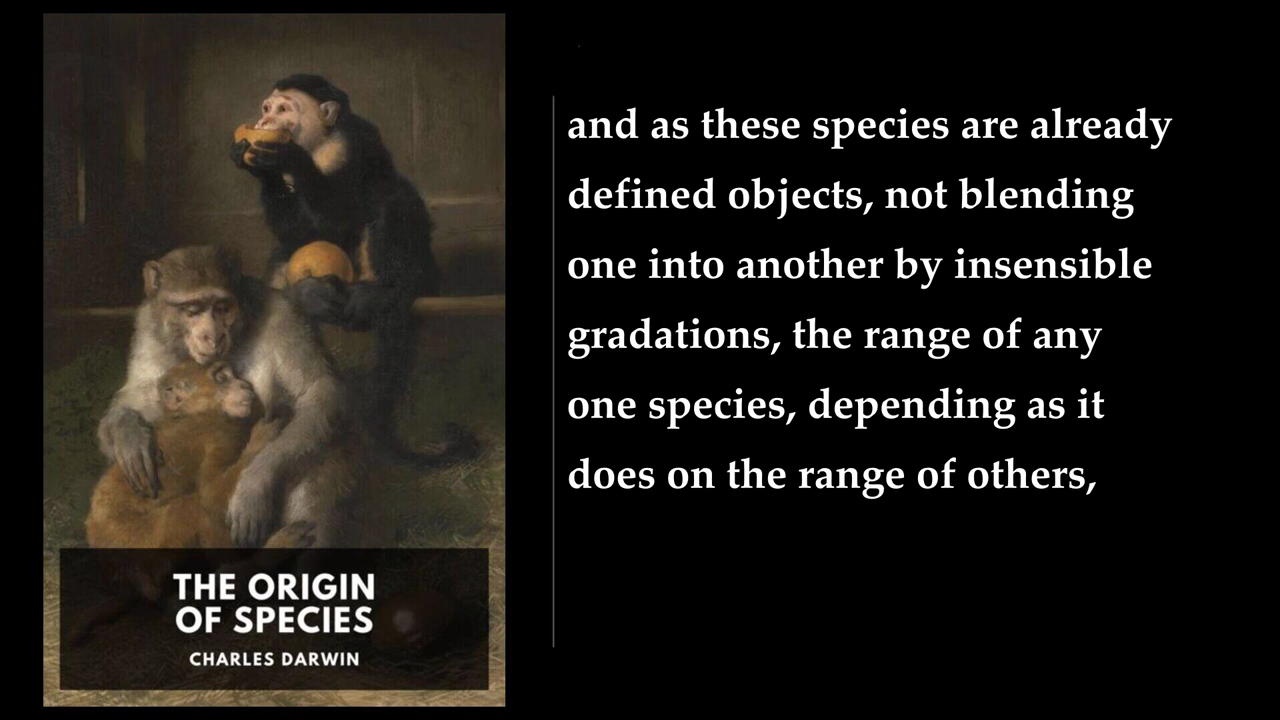 and as these species are already
defined objects, not blending
one into another by insensible
gradations, the range of any
one species, depending as it
does on the range of others,
THE ORIGIN
OF SPECIES
CHARLES DARWIN